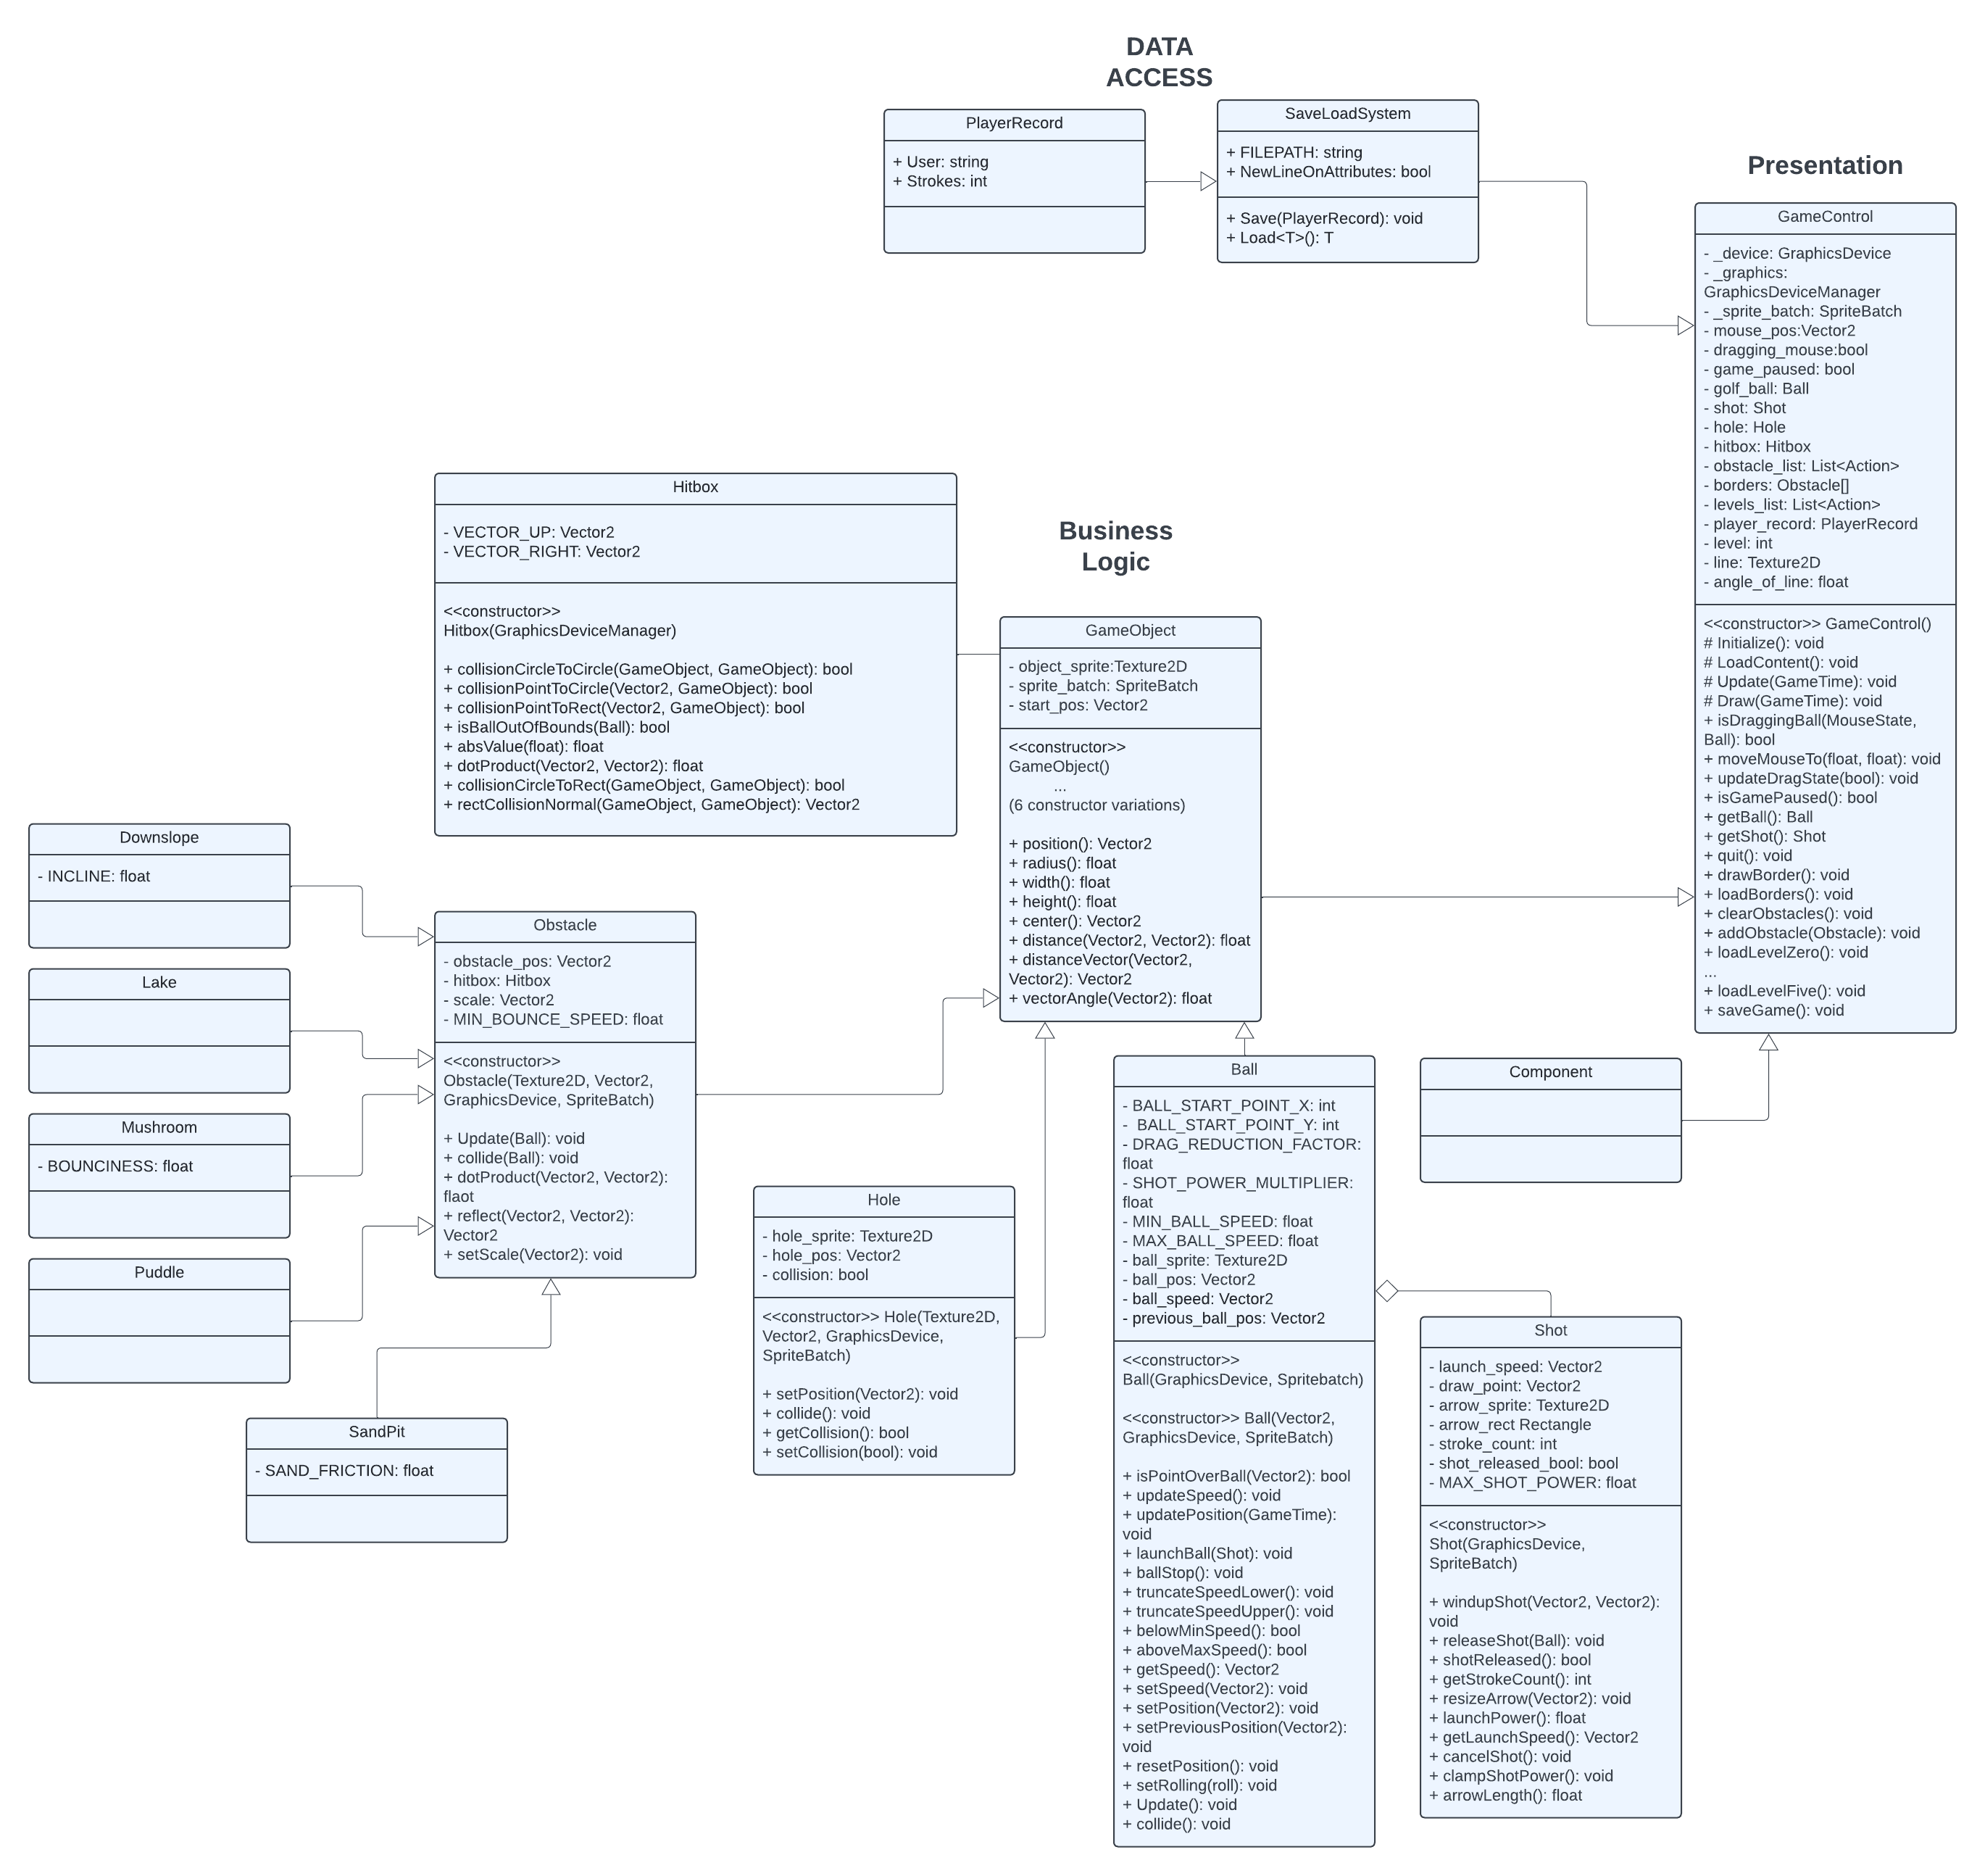 DATA
ACCESS
PlayerRecord
+ User: string
+ Strokes: int
SaveLoadSystem
+ FILEPATH: string
+ NewLineOnAttributes: bool
+ Save(PlayerRecord): void
+ Load<T>(): T
Presentation
GameControl
- _device: GraphicsDevice
- _graphics:
GraphicsDeviceManager
- _sprite_batch: SpriteBatch
- mouse_pos:Vector2
- dragging_mouse:bool
- game_paused: bool
- golf_ball: Ball
- shot: Shot
- hole: Hole
- hitbox: Hitbox
- obstacle_list: List<Action>
- borders: Obstacle[]
- levels_list: List<Action>
- player_record: PlayerRecord
- level: int
- line: Texture2D
- angle_of_line: float
<<constructor>> GameControl()
# Initialize(): void
# LoadContent(): void
# Update(GameTime): void
# Draw(GameTime): void
+ isDraggingBall(MouseState,
Ball): bool
+ moveMouseTo(float, float): void
+ updateDragState(bool): void
+ isGamePaused(): bool
+ getBall(): Ball
+ getShot(): Shot
+ quit(): void
+ drawBorder(): void
+ loadBorders(): void
+ clearObstacles(): void
+ addObstacle(Obstacle): void
+ loadLevelZero(): void
...
+ loadLevelFive(): void
+ saveGame(): void
Hitbox
- VECTOR_UP: Vector2
- VECTOR_RIGHT: Vector2
<<constructor>>
Hitbox(GraphicsDeviceManager)
+ collisionCircleToCircle(GameObject, GameObject): bool
+ collisionPointToCircle(Vector2, GameObject): bool
+ collisionPointToRect(Vector2, GameObject): bool
+ isBallOutOfBounds(Ball): bool
+ absValue(float): float
+ dotProduct(Vector2, Vector2): float
+ collisionCircleToRect(GameObject, GameObject): bool
+ rectCollisionNormal(GameObject, GameObject): Vector2
Business
Logic
GameObject
- object_sprite:Texture2D
- sprite_batch: SpriteBatch
- start_pos: Vector2
<<constructor>>
GameObject()
...
(6 constructor variations)
+ position(): Vector2
+ radius(): float
+ width(): float
+ height(): float
+ center(): Vector2
+ distance(Vector2, Vector2): float
+ distanceVector(Vector2,
Vector2): Vector2
+ vectorAngle(Vector2): float
Downslope
- INCLINE: float
Lake
Mushroom
- BOUNCINESS: float
Puddle
SandPit
- SAND_FRICTION: float
Obstacle
- obstacle_pos: Vector2
- hitbox: Hitbox
- scale: Vector2
- MIN_BOUNCE_SPEED: float
<<constructor>>
Obstacle(Texture2D, Vector2,
GraphicsDevice, SpriteBatch)
+ Update(Ball): void
+ collide(Ball): void
+ dotProduct(Vector2, Vector2):
flaot
+ reflect(Vector2, Vector2):
Vector2
+ setScale(Vector2): void
Hole
- hole_sprite: Texture2D
- hole_pos: Vector2
- collision: bool
<<constructor>> Hole(Texture2D,
Vector2, GraphicsDevice,
SpriteBatch)
+ setPosition(Vector2): void
+ collide(): void
+ getCollision(): bool
+ setCollision(bool): void
Ball
- BALL_START_POINT_X: int
-  BALL_START_POINT_Y: int
- DRAG_REDUCTION_FACTOR:
float
- SHOT_POWER_MULTIPLIER:
float
- MIN_BALL_SPEED: float
- MAX_BALL_SPEED: float
- ball_sprite: Texture2D
- ball_pos: Vector2
- ball_speed: Vector2
- previous_ball_pos: Vector2
<<constructor>>
Ball(GraphicsDevice, Spritebatch)
<<constructor>> Ball(Vector2,
GraphicsDevice, SpriteBatch)
+ isPointOverBall(Vector2): bool
+ updateSpeed(): void
+ updatePosition(GameTime):
void
+ launchBall(Shot): void
+ ballStop(): void
+ truncateSpeedLower(): void
+ truncateSpeedUpper(): void
+ belowMinSpeed(): bool
+ aboveMaxSpeed(): bool
+ getSpeed(): Vector2
+ setSpeed(Vector2): void
+ setPosition(Vector2): void
+ setPreviousPosition(Vector2):
void
+ resetPosition(): void
+ setRolling(roll): void
+ Update(): void
+ collide(): void
Component
Shot
- launch_speed: Vector2
- draw_point: Vector2
- arrow_sprite: Texture2D
- arrow_rect Rectangle
- stroke_count: int
- shot_released_bool: bool
- MAX_SHOT_POWER: float
<<constructor>>
Shot(GraphicsDevice,
SpriteBatch)
+ windupShot(Vector2, Vector2):
void
+ releaseShot(Ball): void
+ shotReleased(): bool
+ getStrokeCount(): int
+ resizeArrow(Vector2): void
+ launchPower(): float
+ getLaunchSpeed(): Vector2
+ cancelShot(): void
+ clampShotPower(): void
+ arrowLength(): float